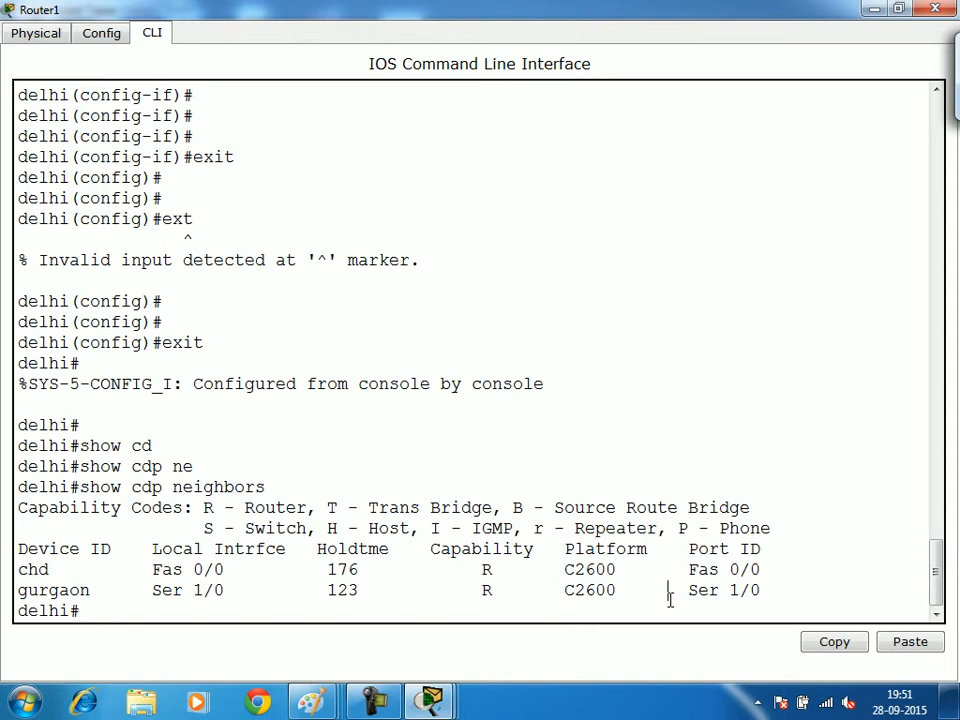 Router1
Physical Config CLI
IOS Command Line Interface
delhi(config-if)#
delhi(config-if)#
delhi(config-if)#
delhi(config-if)#exit
delhi(config)#
delhi(config)#
delhi(config)#ext
^
% Invalid input detected at '^' marker.
delhi(config)#
delhi(config)#
delhi(config)#exit
delhi#
%SYS-5-CONFIG_I: Configured from console by console
delhi#
delhi#show cd
delhi#show cdp ne
delhi#show cdp neighbors
Capability Codes: R - Router, T - Trans Bridge, B - Source Route Bridge
S - Switch, H - Host, I - IGMP, r - Repeater, P - Phone
Device ID Local Intrfce Holdtme Capability Platform Port ID
chd Fas 0/0 176 R C2600 Fas 0/0
gurgaon Ser 1/0 123 R C2600 Ser 1/0
delhi#
Copy Paste
19:51
28-09-2015